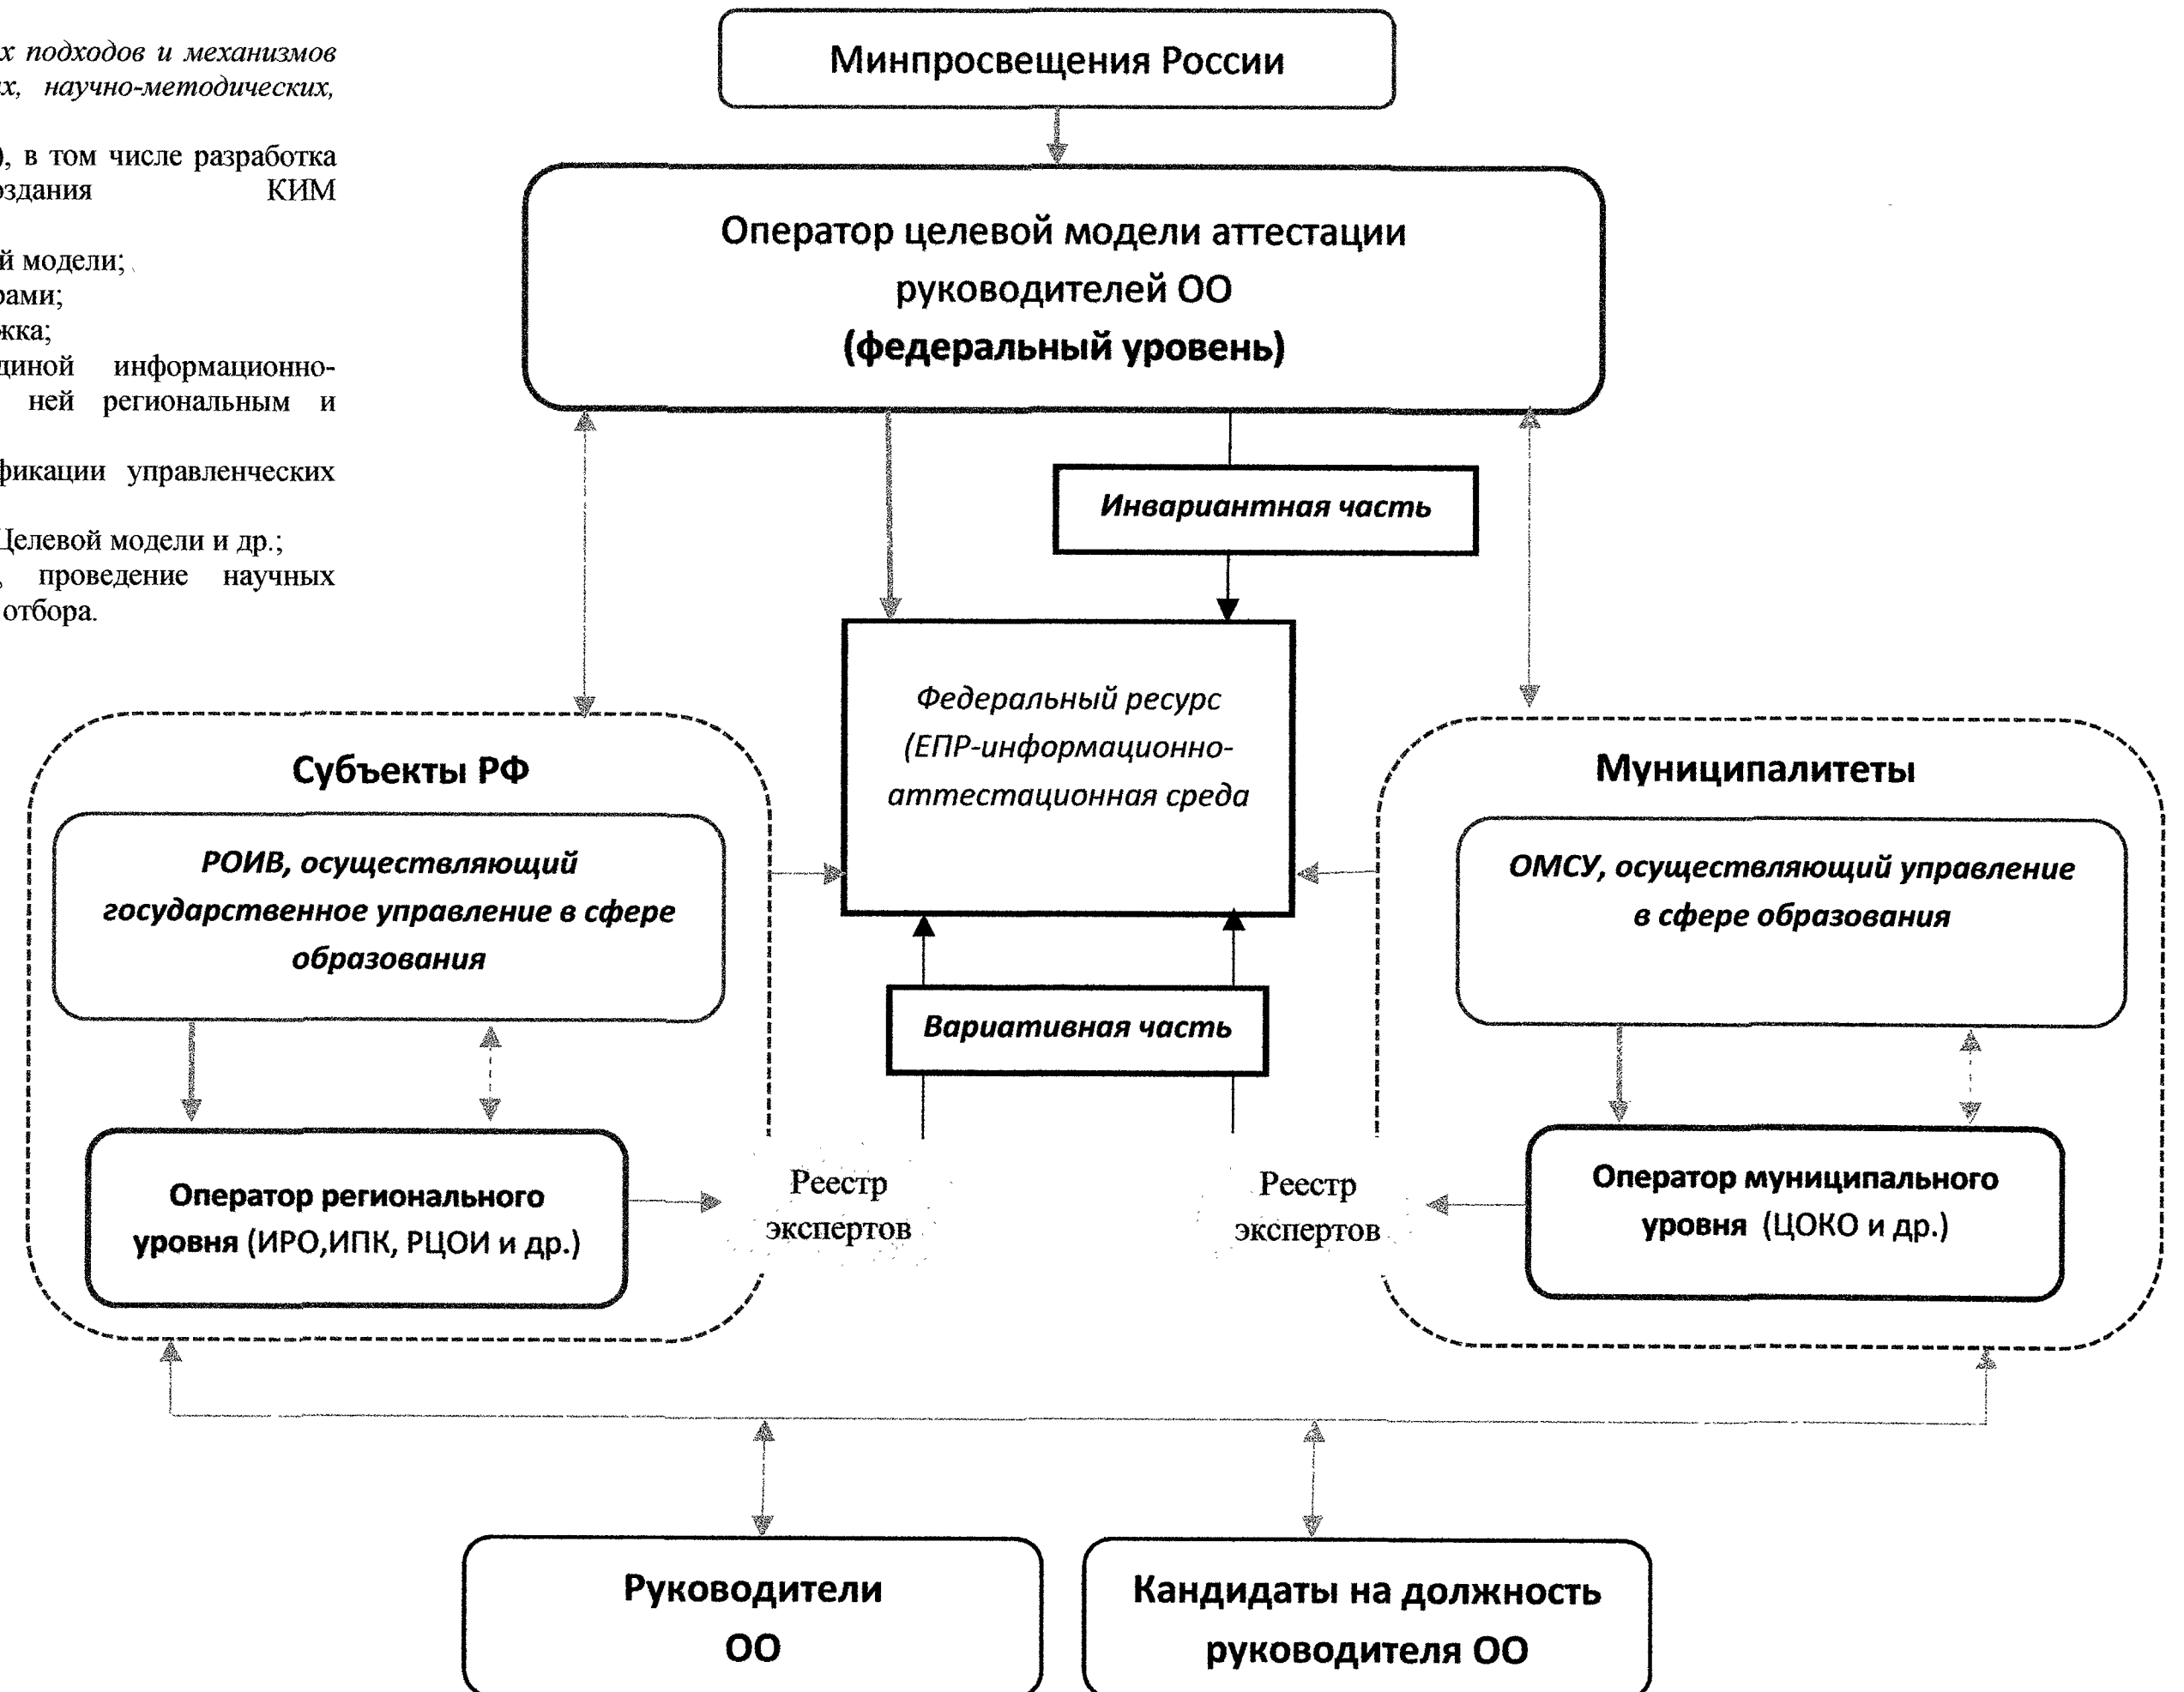 х подходов и механизмов
их, научно-методических,
), в том числе разработка
оздания КИМ
й модели;
рами;
жка;
диной информационно-
ней региональным и
фикации управленческих
Целевой модели и др.;
, проведение научных
отбора.
Минпросвещения России
Оператор целевой модели аттестации
руководителей ОО
(федеральный уровень)
Инвариантная часть
Федеральный ресурс
(ЕПР-информационно-
аттестационная среда
Субъекты РФ
РОИВ, осуществляющий
государственное управление в сфере
образования
Муниципалитеты
ОМСУ, осуществляющий управление
в сфере образования
Вариативная часть
Оператор регионального
уровня (ИРО,ИПК, РЦОИ и др.)
Реестр
экспертов
Реестр
экспертов
Оператор муниципального
уровня (ЦОКО и др.)
Руководители
ОО
Кандидаты на должность
руководителя ОО